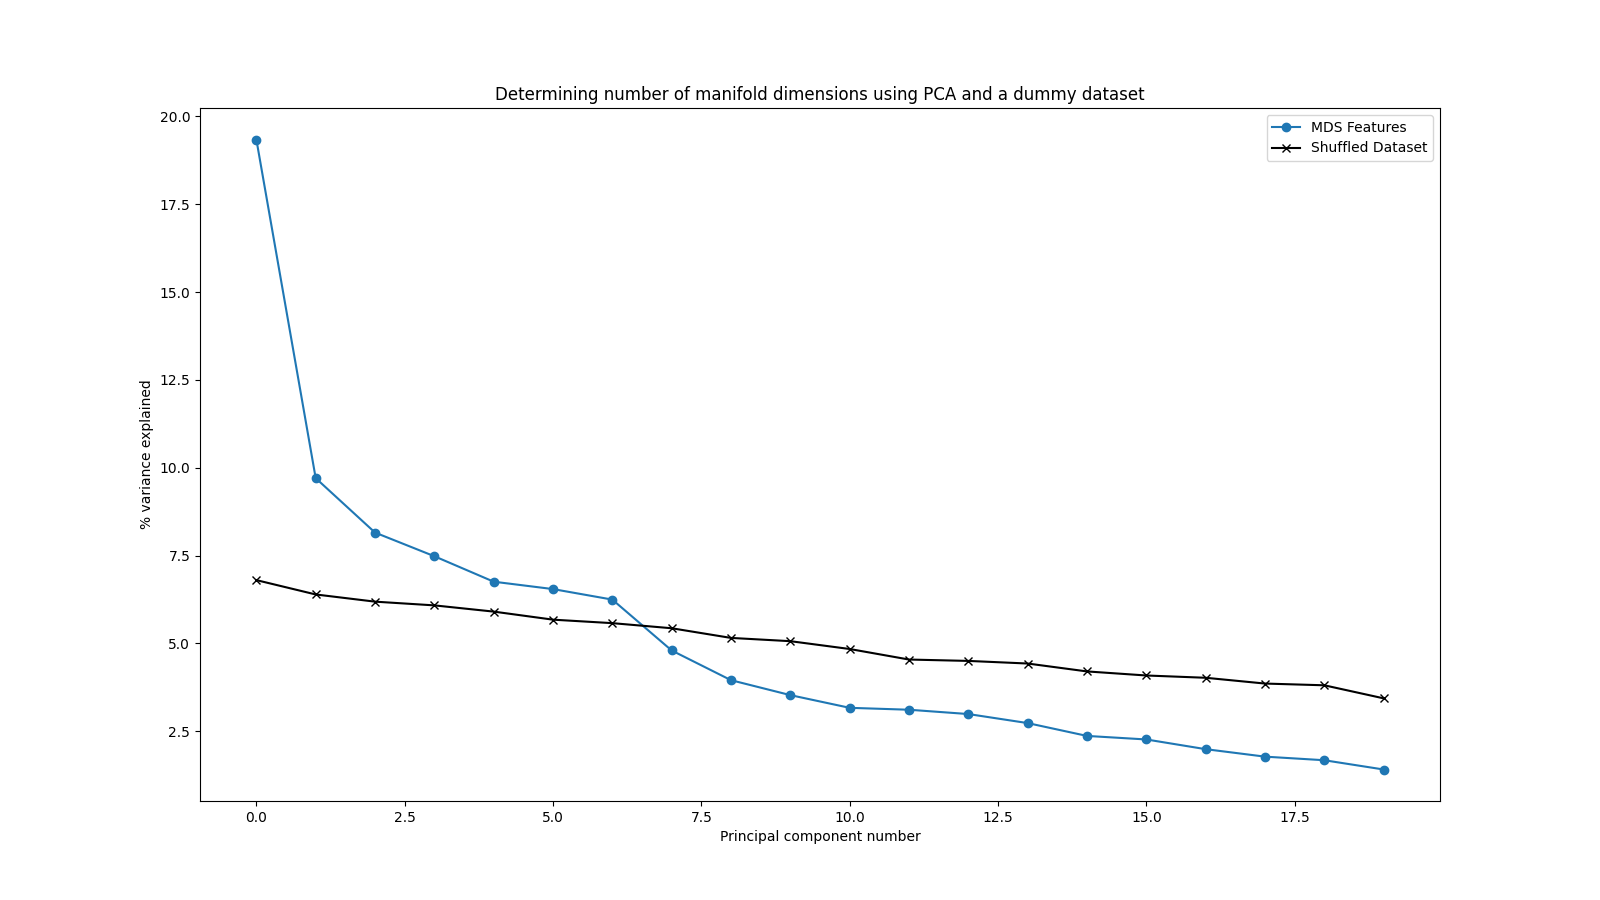 Determining number of manifold dimensions using PCA and a dummy dataset
MDS Features
Shuffled Dataset
20.0
17.5
15.0
12.5
10.0
7.5
5.0
2.5
% variance explained
0.0 2.5 5.0 7.5 10.0 12.5 15.0 17.5
Principal component number